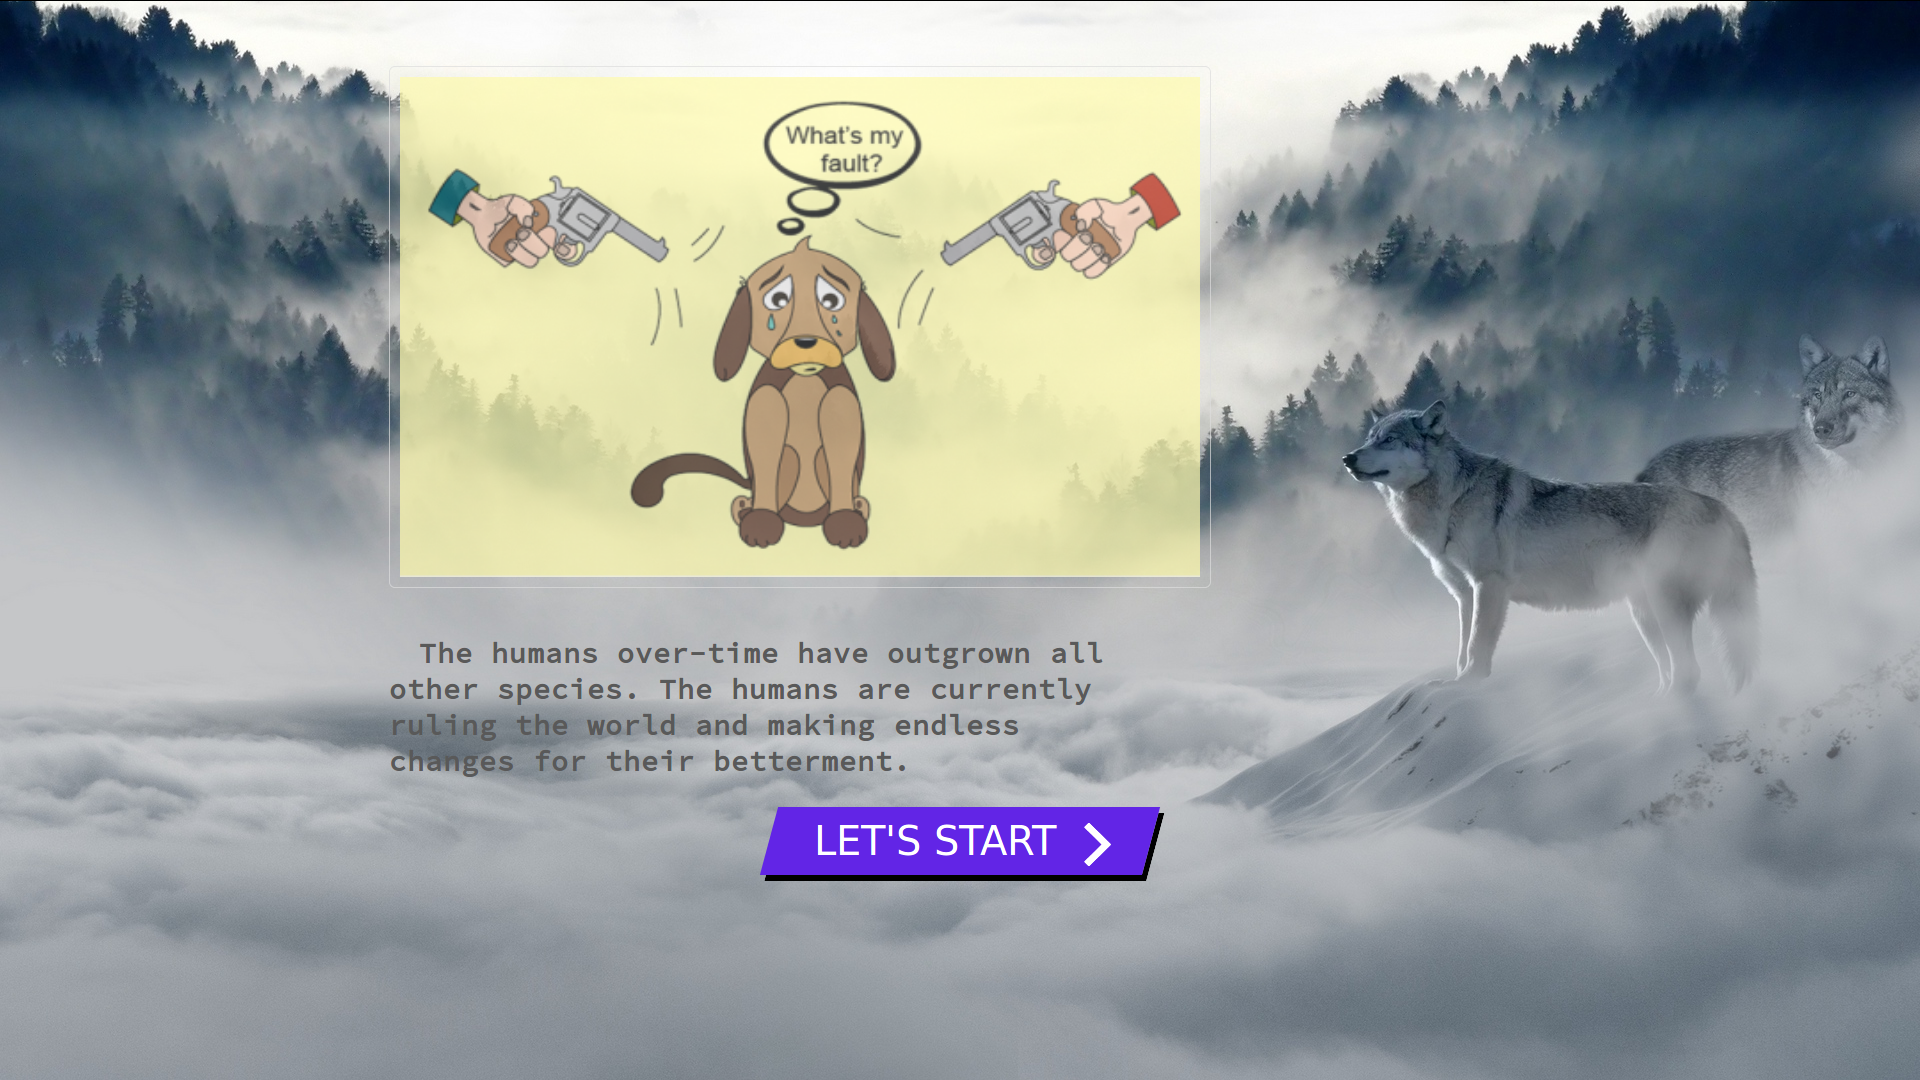 What's my
fault?
The humans over-time have outgrown all
other species. The humans are currently
ruling the world and making endless
changes for their betterment.
LET'S START